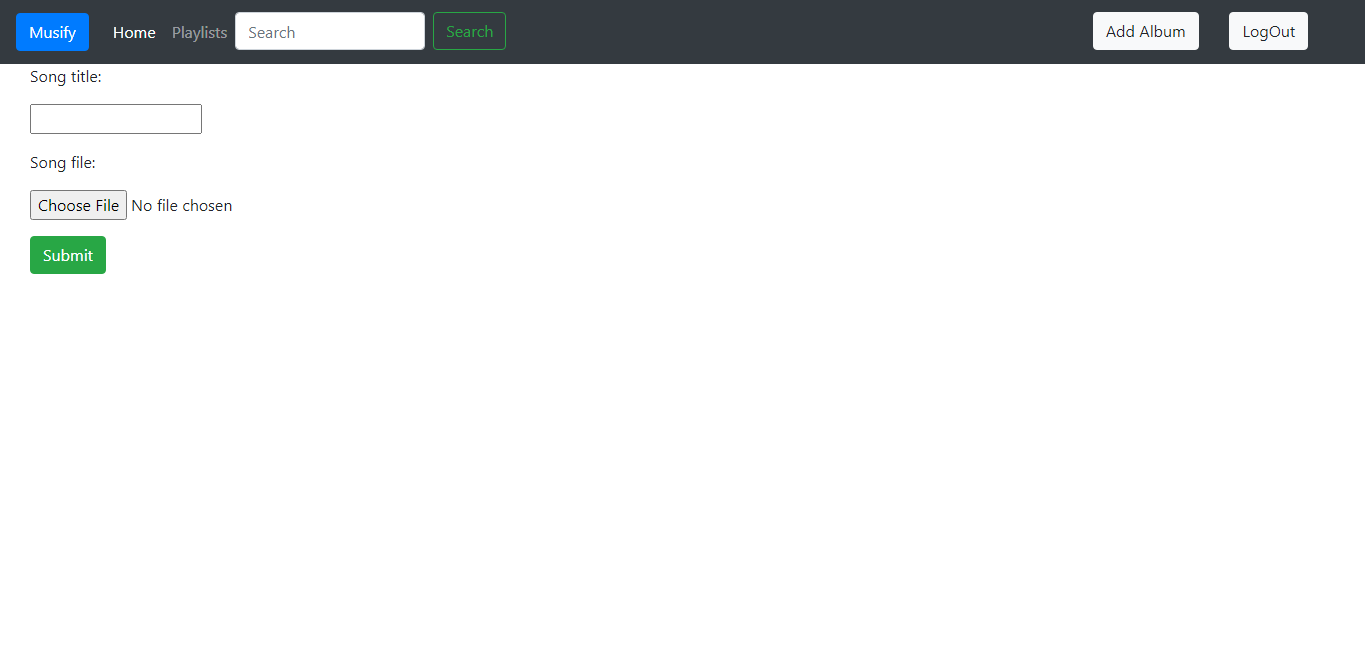 Musify Home Playlists Search Search Add Album LogOut
Song title:
Song file:
Choose File No file chosen
Submit